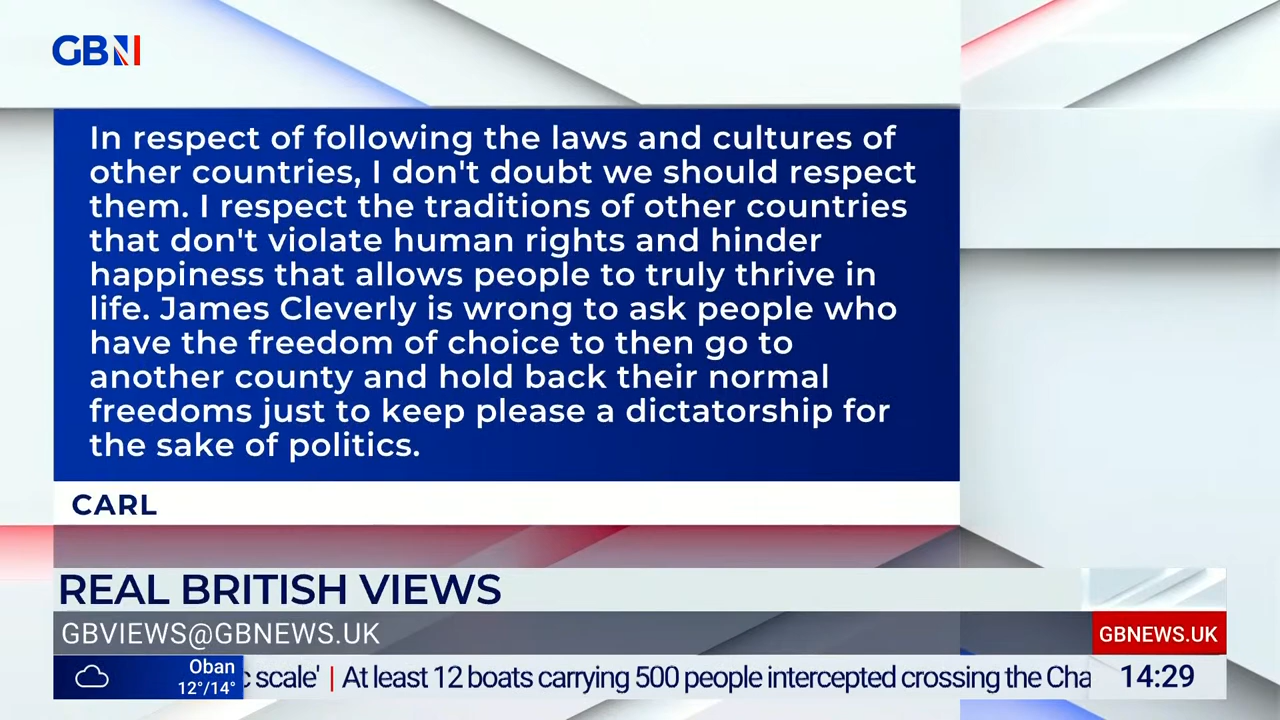 GBN
In respect of following the laws and cultures of
other countries, I don't doubt we should respect
them. I respect the traditions of other countries
that don't violate human rights and hinder
happiness that allows people to truly thrive in
life. James Cleverly is wrong to ask people who
have the freedom of choice to then go to
another county and hold back their normal
freedoms just to keep please a dictatorship for
the sake of politics.
CARL
REAL BRITISH VIEWS
GBVIEWS@GBNEWS.UK
GBNEWS.UK
Oban
12°/14°
c scale' | At least 12 boats carrying 500 people intercepted crossing the Cha
14:29